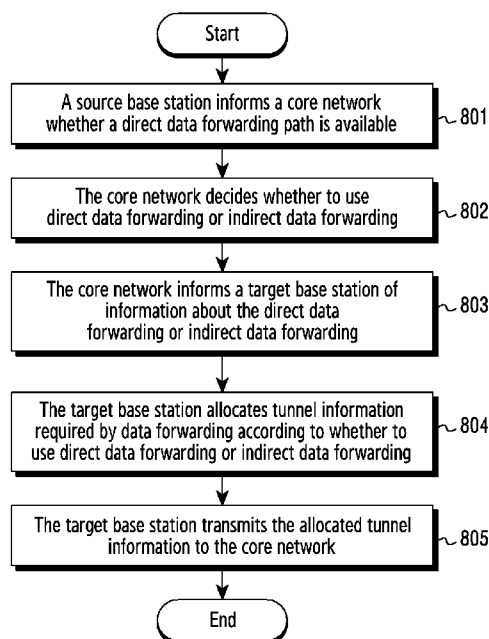 Start
A source base station informs a core network
whether a direct data forwarding path is available
801
The core network decides whether to use
direct data forwarding or indirect data forwarding
802
The core network informs a target base station of
information about the direct data
forwarding or indirect data forwarding
803
The target base station allocates tunnel information
required by data forwarding according to whether to
use direct data forwarding or indirect data forwarding
804
The target base station transmits the allocated tunnel
information to the core network
805
End